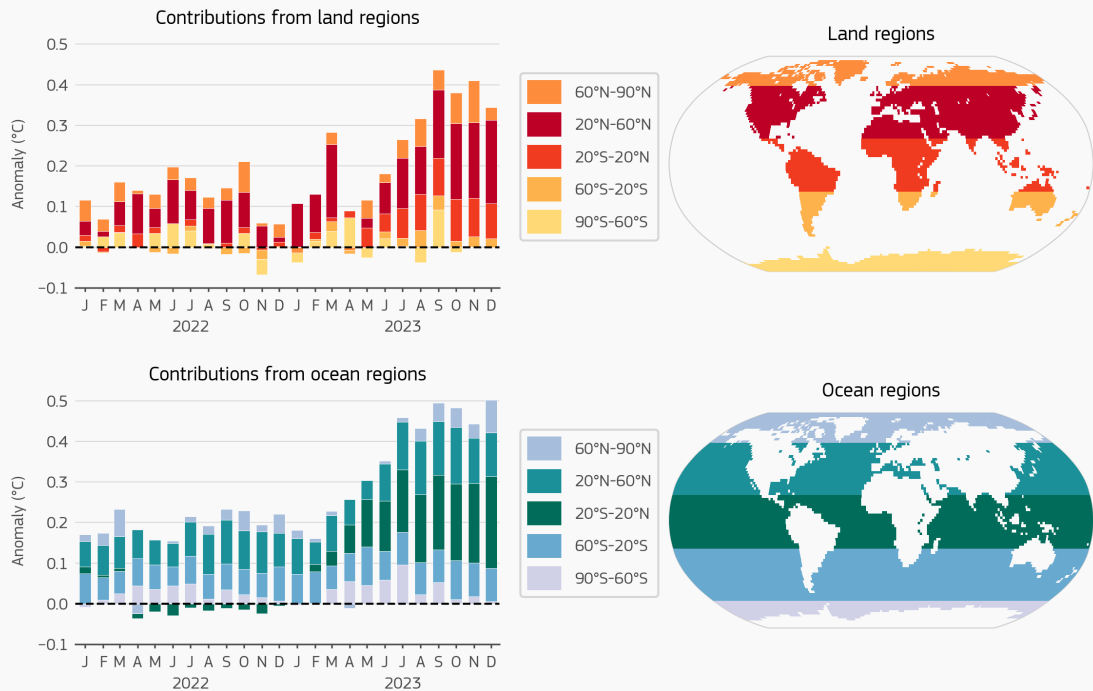 Contributions from land regions
Land regions
Anomaly (°C)
0.5
0.4
0.3
0.2
0.1
0.0
−0.1
J F M A M J J A S O N D J F M A M J J A S O N D
2022 2023
60°N-90°N
20°N-60°N
20°S-20°N
60°S-20°S
90°S-60°S
Contributions from ocean regions
Ocean regions
Anomaly (°C)
0.5
0.4
0.3
0.2
0.1
0.0
−0.1
J F M A M J J A S O N D J F M A M J J A S O N D
2022 2023
60°N-90°N
20°N-60°N
20°S-20°N
60°S-20°S
90°S-60°S